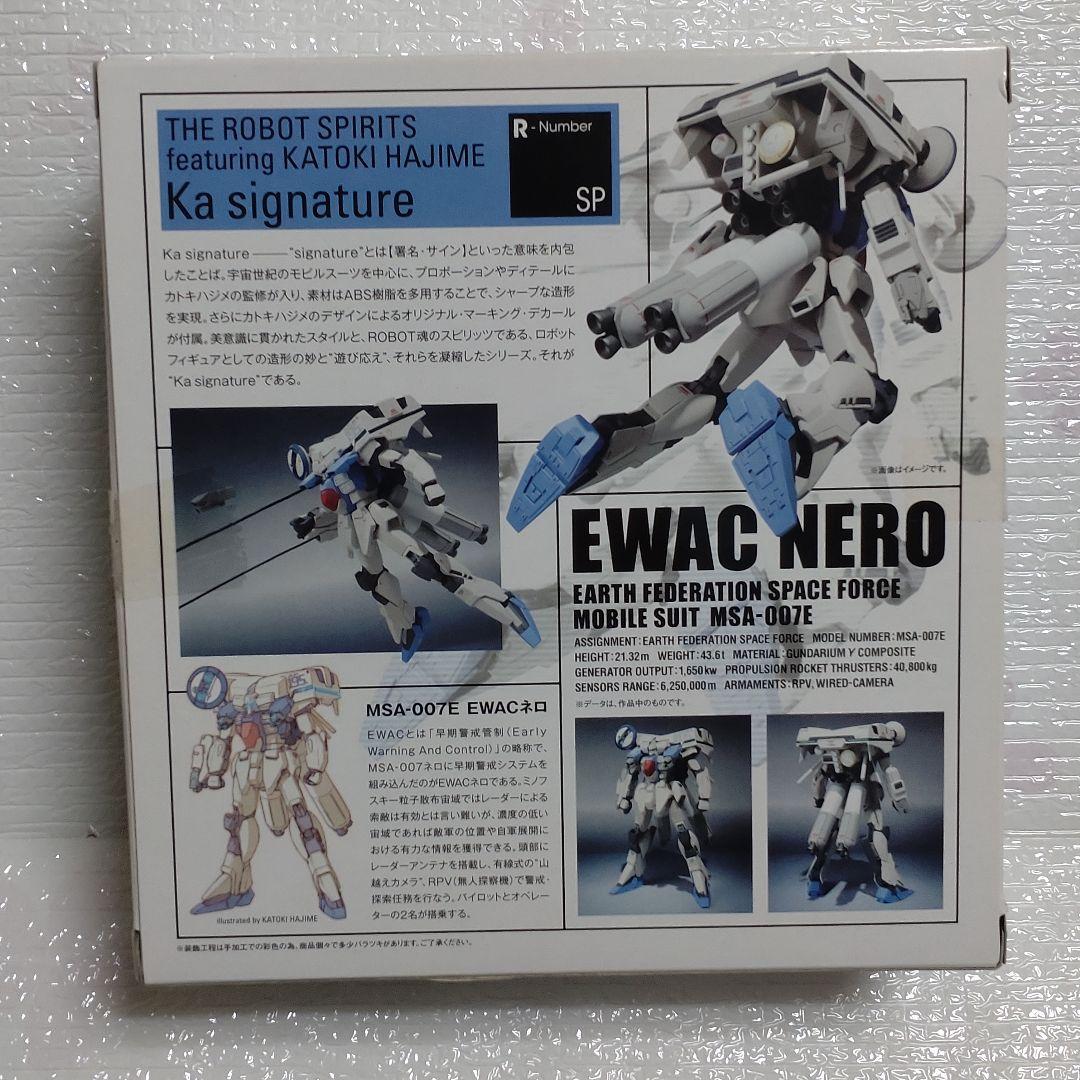 THE ROBOT SPIRITS
featuring KATOKI HAJIME
Ka signature
R - Number
SP
Ka signature——"signature"とは【署名・サイン】といった意味を内包
したことば。宇宙世紀のモビルスーツを中心に、プロポーションやディテールに
カトキハジメの監修が入り、素材はABS樹脂を多用することで、シャープな造形
を実現。さらにカトキハジメのデザインによるオリジナル・マーキング・デカール
が付属。美意識に貫かれたスタイルと、ROBOT魂のスピリッツである、ロボット
フィギュアとしての造形の妙と"遊び応え"、それらを凝縮したシリーズ。それが
"Ka signature"である。
※画像はイメージです。
EWAC NERO
EARTH FEDERATION SPACE FORCE
MOBILE SUIT MSA-007E
ASSIGNMENT:EARTH FEDERATION SPACE FORCE MODEL NUMBER:MSA-007E
HEIGHT:21.32m WEIGHT:43.6t MATERIAL:GUNDARIUM γ COMPOSITE
GENERATOR OUTPUT:1,650kw PROPULSION ROCKET THRUSTERS:40,800kg
SENSORS RANGE:6,250,000m ARMAMENTS:RPV, WIRED-CAMERA
※データは、作品中のものです。
MSA-007E EWACネロ
EWACとは「早期警戒管制（Early
Warning And Control）」の略称で、
MSA-007ネロに早期警戒システムを
組み込んだのがEWACネロである。ミノフ
スキー粒子散布宙域ではレーダーによる
索敵は有効とは言い難いが、濃度の低い
宙域であれば敵軍の位置や自軍展開に
おける有力な情報を獲得できる。頭部に
レーダーアンテナを搭載し、有線式の"山
越えカメラ"、RPV（無人探察機）で警戒・
探索任務を行なう。パイロットとオペレー
ターの2名が搭乗する。
illustrated by KATOKI HAJIME
※装飾工程は手加工での彩色の為、商品個々で多少バラツキがあります。ご了承ください。